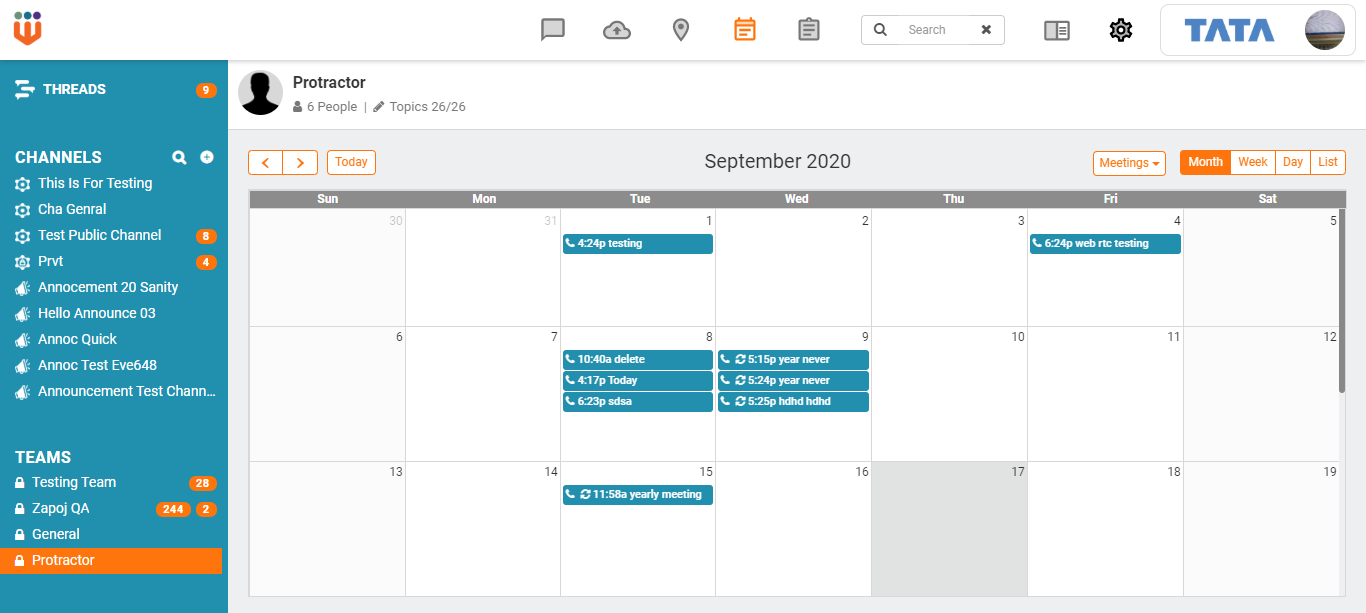 Search
TATA
THREADS 9
Protractor
6 People | Topics 26/26
CHANNELS
This Is For Testing
Cha Genral
Test Public Channel 8
Prvt 4
Annocement 20 Sanity
Hello Announce 03
Annoc Quick
Annoc Test Eve648
Announcement Test Chann...
TEAMS
Testing Team 28
Zapoj QA 244 2
General
Protractor
Today
September 2020
Meetings
Month Week Day List
Sun Mon Tue Wed Thu Fri Sat
30 31 1 2 3 4 5
4:24p testing
6:24p web rtc testing
6 7 8 9 10 11 12
10:40a delete
4:17p Today
6:23p sdsa
5:15p year never
5:24p year never
5:25p hdhd hdhd
13 14 15 16 17 18 19
11:58a yearly meeting